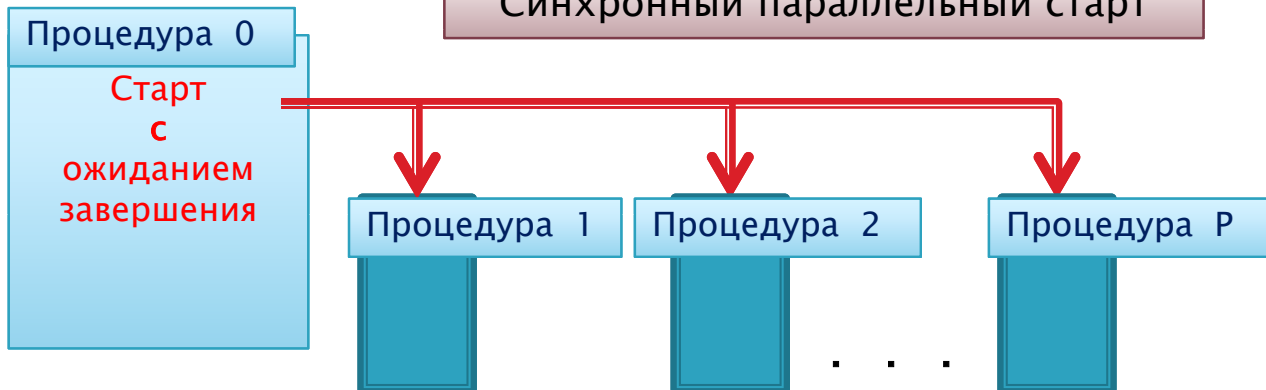 Синхронный параллельный старт
Процедура 0
Старт
с
ожиданием
завершения
Процедура 1
Процедура 2
Процедура P
. . .